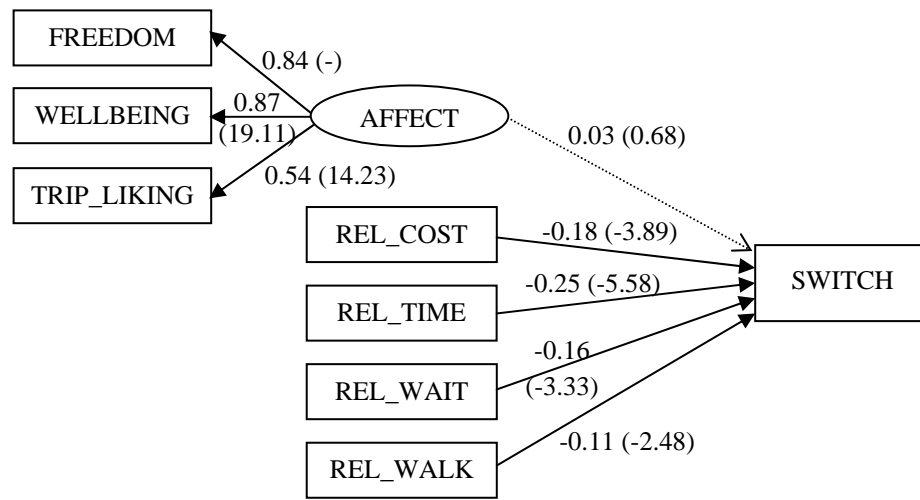 FREEDOM
0.84 (-)
WELLBEING
0.87
(19.11)
AFFECT
0.03 (0.68)
TRIP_LIKING
0.54 (14.23)
REL_COST
-0.18 (-3.89)
SWITCH
REL_TIME
-0.25 (-5.58)
REL_WAIT
-0.16
(-3.33)
REL_WALK
-0.11 (-2.48)